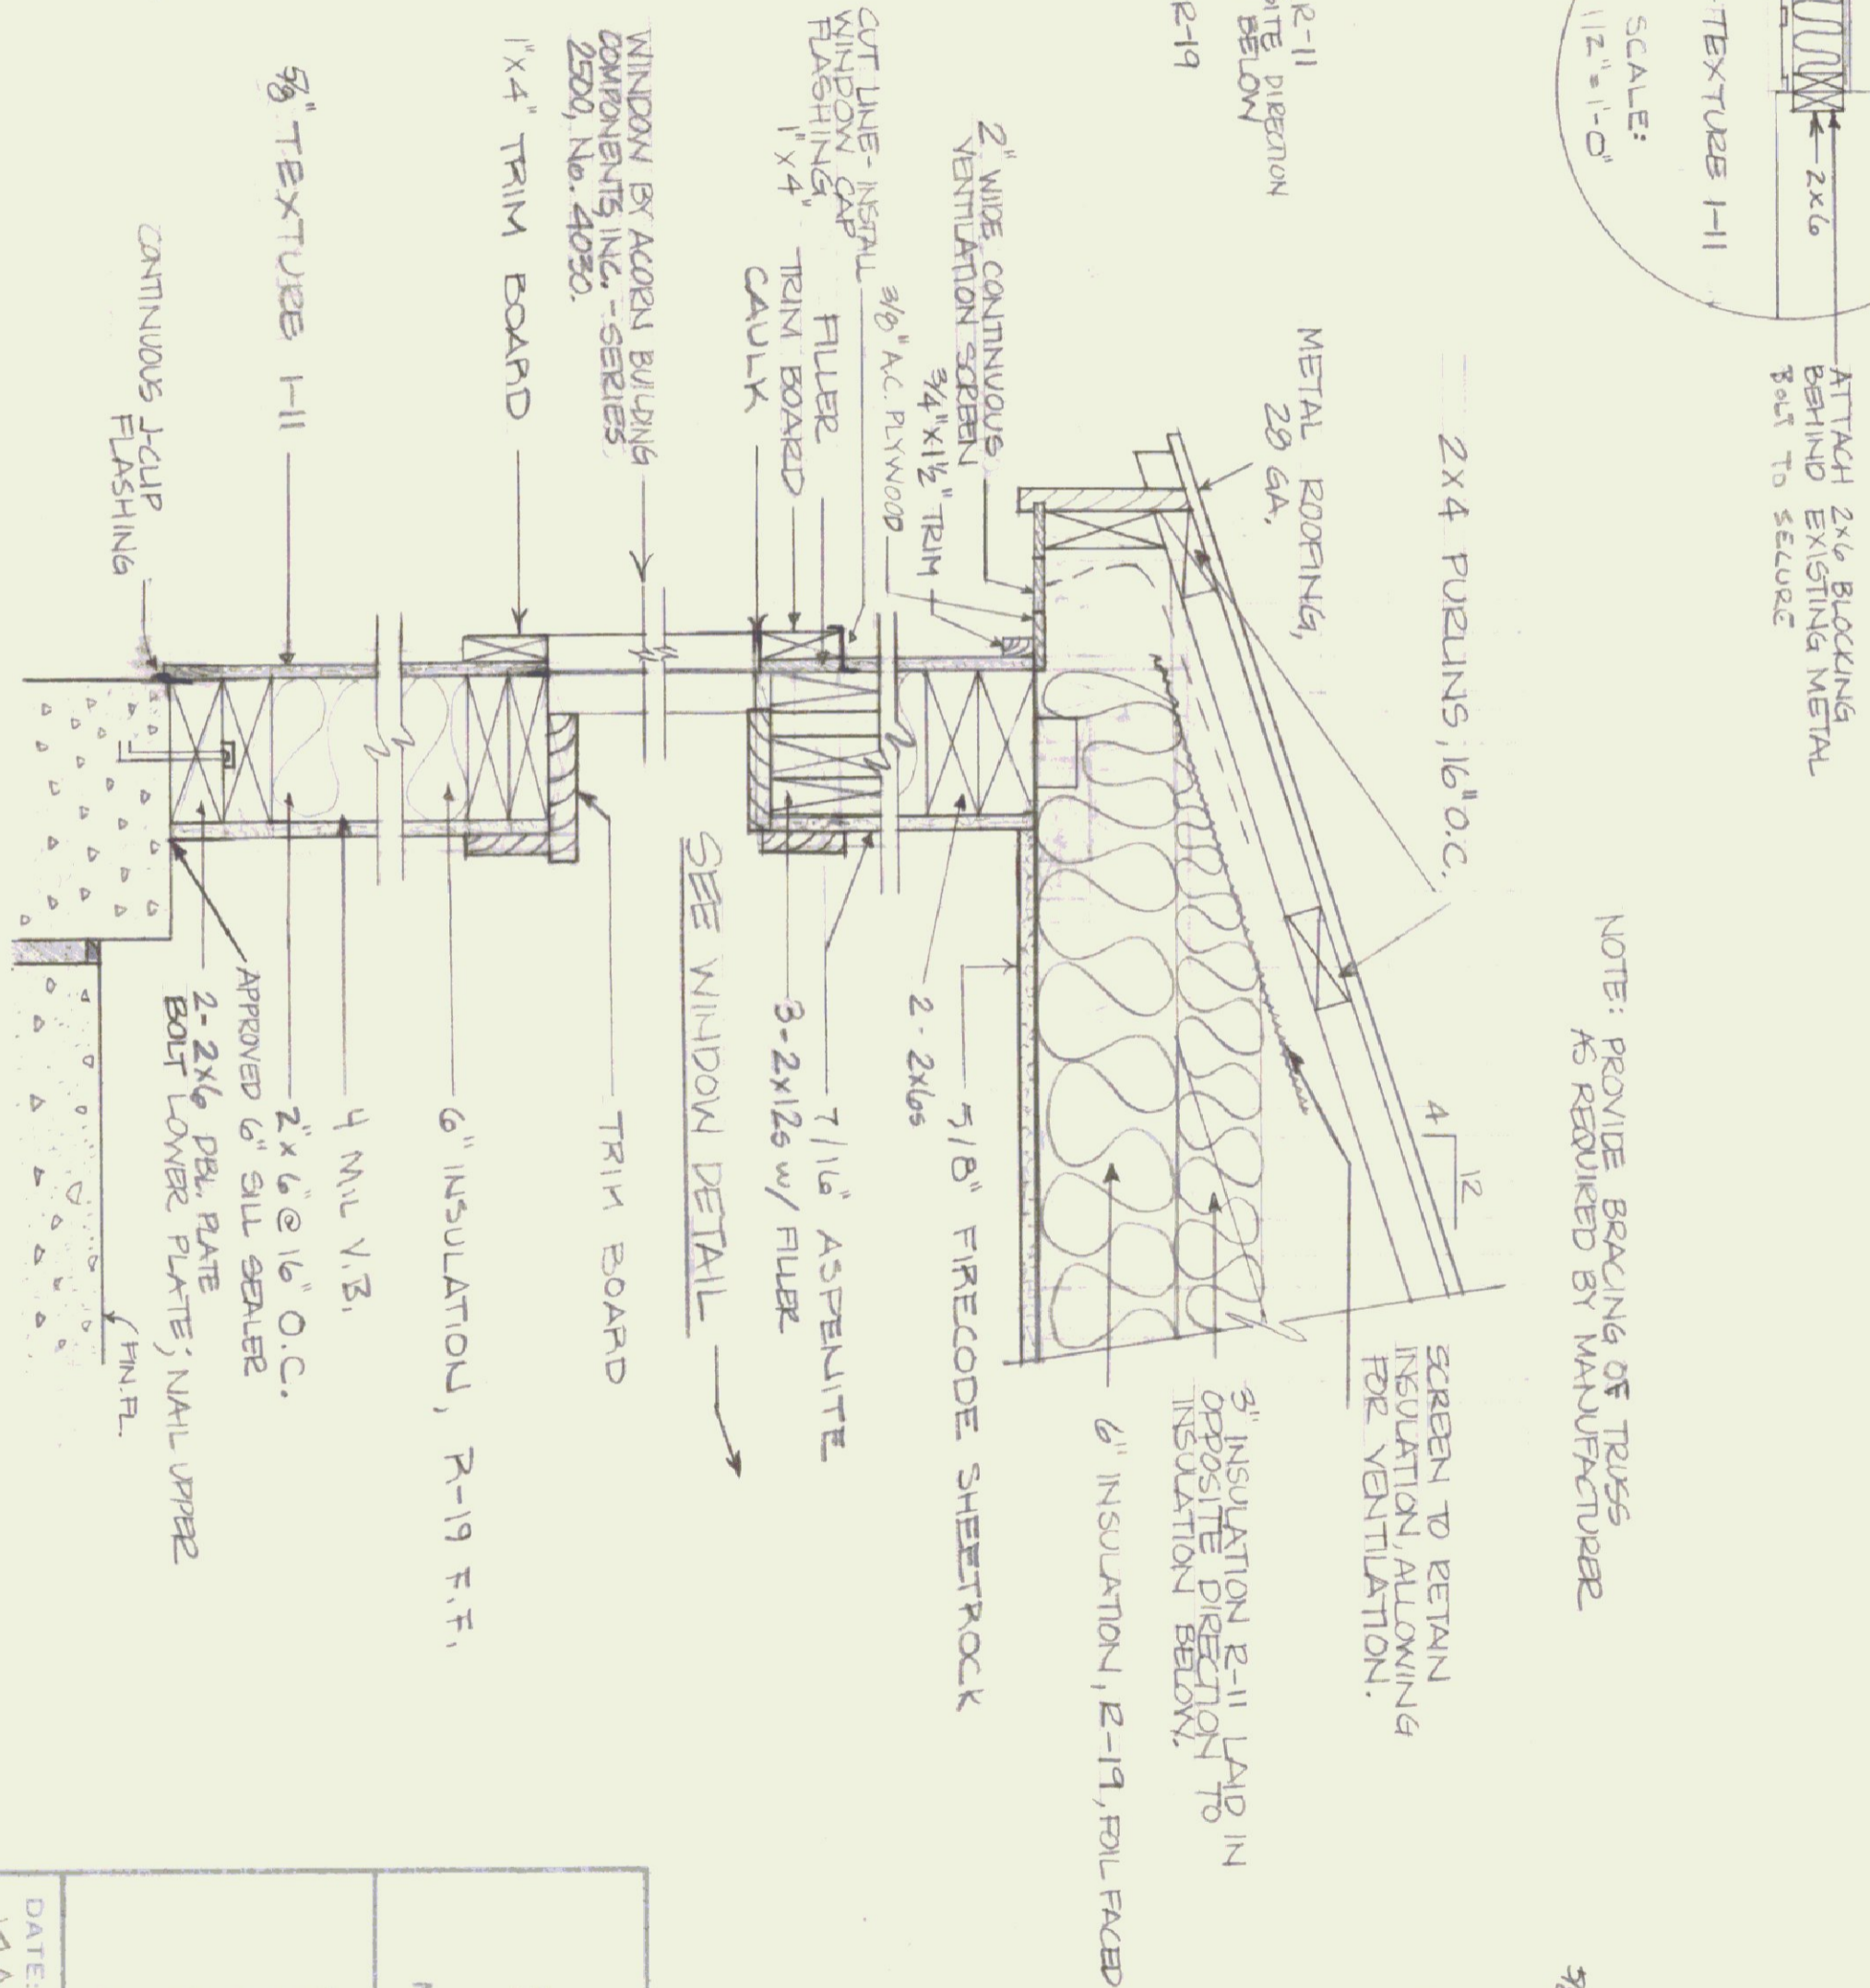 2x6
ATTACH 2x6 BLOCKING
BEHIND EXISTING METAL
BOLT TO SECURE
TEXTURE 1-11
SCALE:
1 1/2" = 1'-0"
NOTE: PROVIDE BRACING OF TRUSS
AS REQUIRED BY MANUFACTURER
R-11
DIRECTION
BELOW
R-19
2x4 PURLINS, 16" O.C.
METAL ROOFING,
28 GA.
4
12
2" WIDE CONTINUOUS
VENTILATION SCREEN
3/4"x1 1/2" TRIM
3/8" A.C. PLYWOOD
CUT LINE-INSTALL
WINDOW CAP
FLASHING
FILLER
1"x4" TRIM BOARD
CAULK
WINDOW BY ACORN BUILDING
COMPONENTS, INC.-SERIES
2500, No. 4030.
1"x4" TRIM BOARD
5/8" TEXTURE 1-11
CONTINUOUS J-CLIP
FLASHING
SCREEN TO RETAIN
INSULATION, ALLOWING
FOR VENTILATION.
3" INSULATION R-11 LAID IN
OPPOSITE DIRECTION TO
INSULATION BELOW.
6" INSULATION, R-19, FOIL FACED
5/8" FIRECODE SHEETROCK
2-2x6s
7/16" ASPENITE
3-2x12s w/ FILLER
SEE WINDOW DETAIL
TRIM BOARD
6" INSULATION, R-19 F.F.
4 MIL V.B.
2"x6" @ 16" O.C.
APPROVED 6" SILL SEALER
2-2x6 DBL. PLATE
BOLT LOWER PLATE; NAIL UPPER
FIN. FL.
DATE: